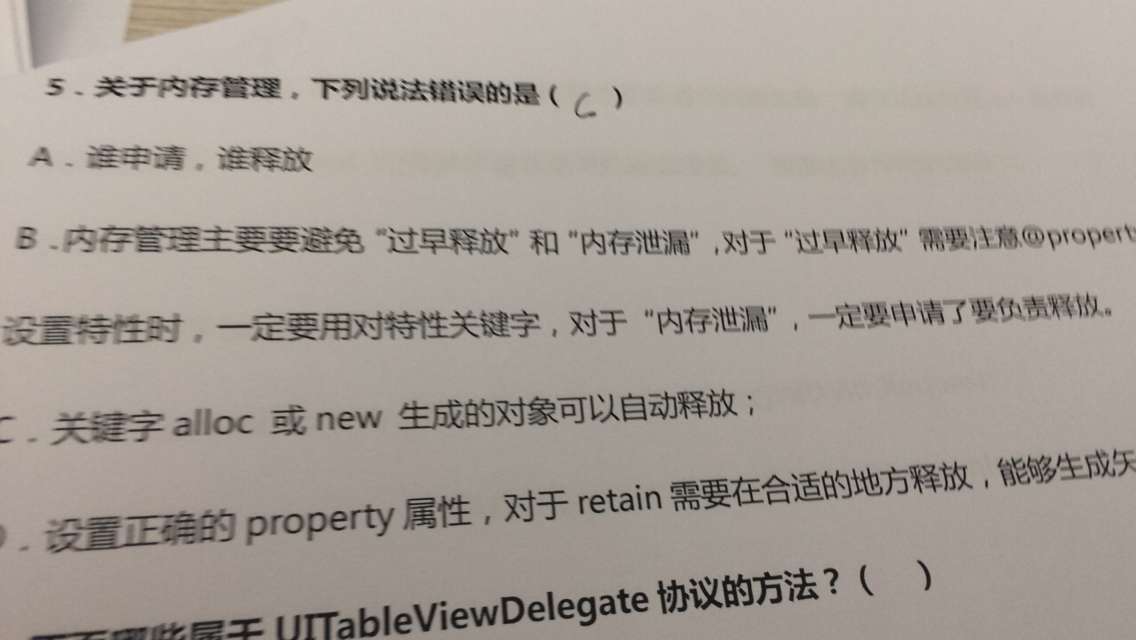 5．关于内存管理，下列说法错误的是（ C ）
A．谁申请，谁释放
B．内存管理主要要避免“过早释放”和“内存泄漏”,对于“过早释放”需要注意@propert
设置特性时，一定要用对特性关键字，对于“内存泄漏”，一定要申请了要负责释放。
C．关键字 alloc 或 new 生成的对象可以自动释放；
．设置正确的 property 属性，对于 retain 需要在合适的地方释放，能够生成矢
哪些属于 UITableViewDelegate 协议的方法？（ ）